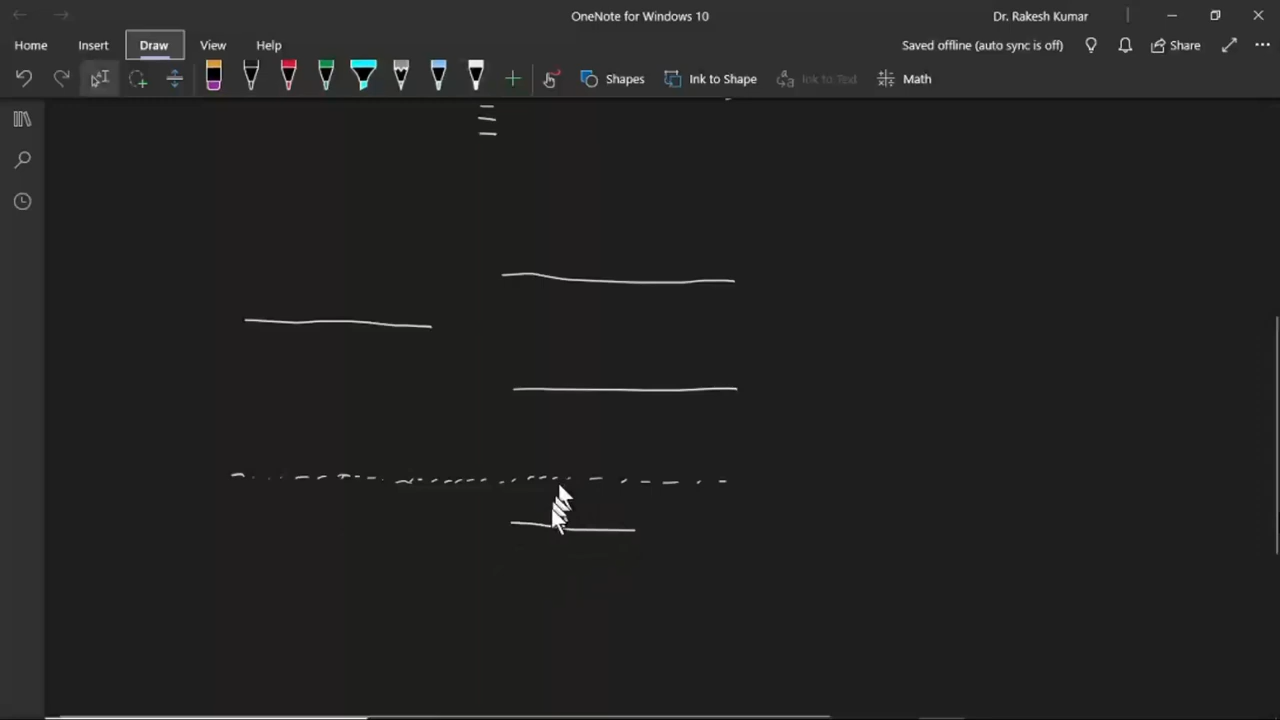 OneNote for Windows 10
Dr. Rakesh Kumar
Home Insert Draw View Help
Saved offline (auto sync is off)
Share
Shapes
Ink to Shape
Ink to Text
Math